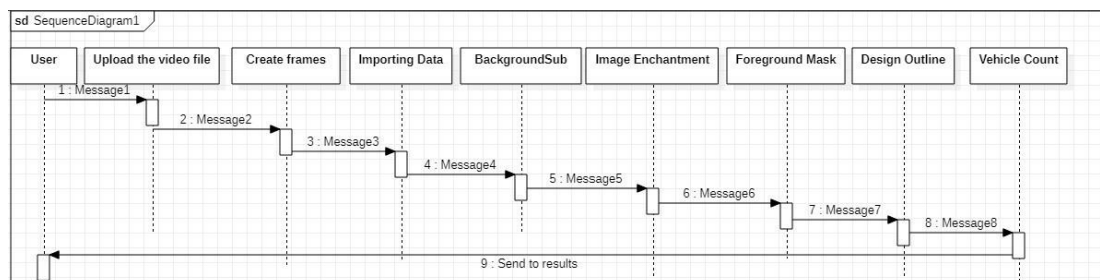 sd SequenceDiagram1
User
Upload the video file
Create frames
Importing Data
BackgroundSub
Image Enchantment
Foreground Mask
Design Outline
Vehicle Count
1 : Message1
2 : Message2
3 : Message3
4 : Message4
5 : Message5
6 : Message6
7 : Message7
8 : Message8
9 : Send to results